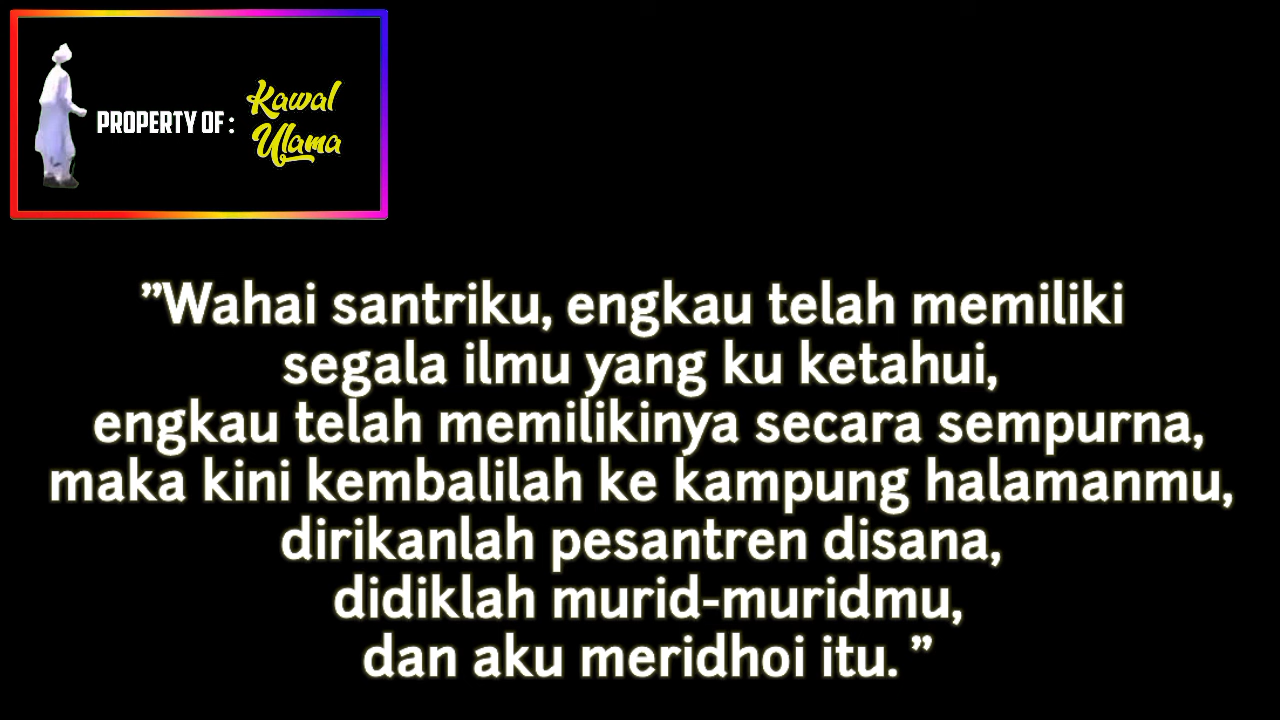 PROPERTY OF :
Kawal
Ulama
”Wahai santriku, engkau telah memiliki
segala ilmu yang ku ketahui,
engkau telah memilikinya secara sempurna,
maka kini kembalilah ke kampung halamanmu,
dirikanlah pesantren disana,
didiklah murid-muridmu,
dan aku meridhoi itu. ”